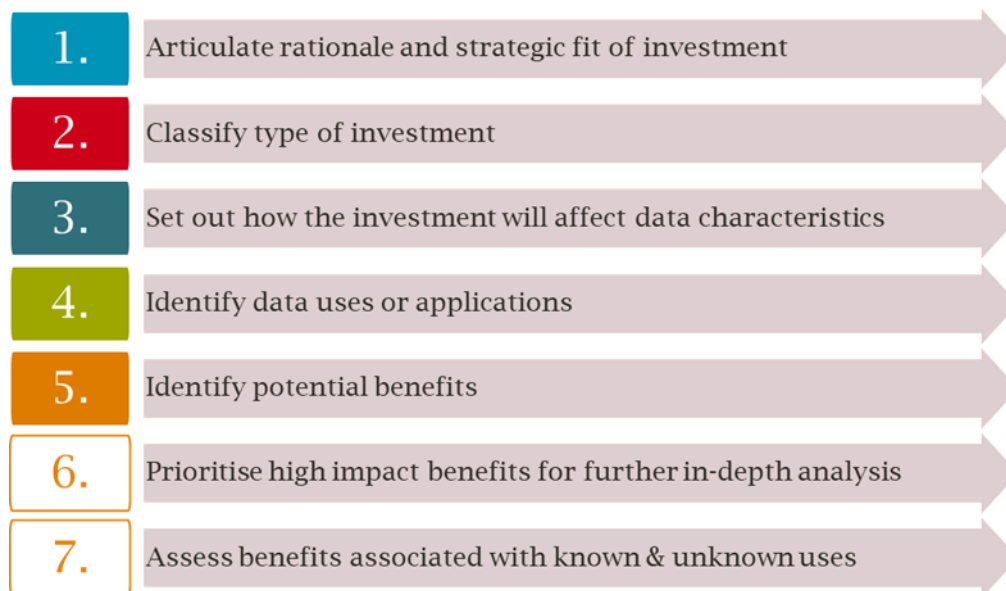 1. Articulate rationale and strategic fit of investment
2. Classify type of investment
3. Set out how the investment will affect data characteristics
4. Identify data uses or applications
5. Identify potential benefits
6. Prioritise high impact benefits for further in-depth analysis
7. Assess benefits associated with known & unknown uses